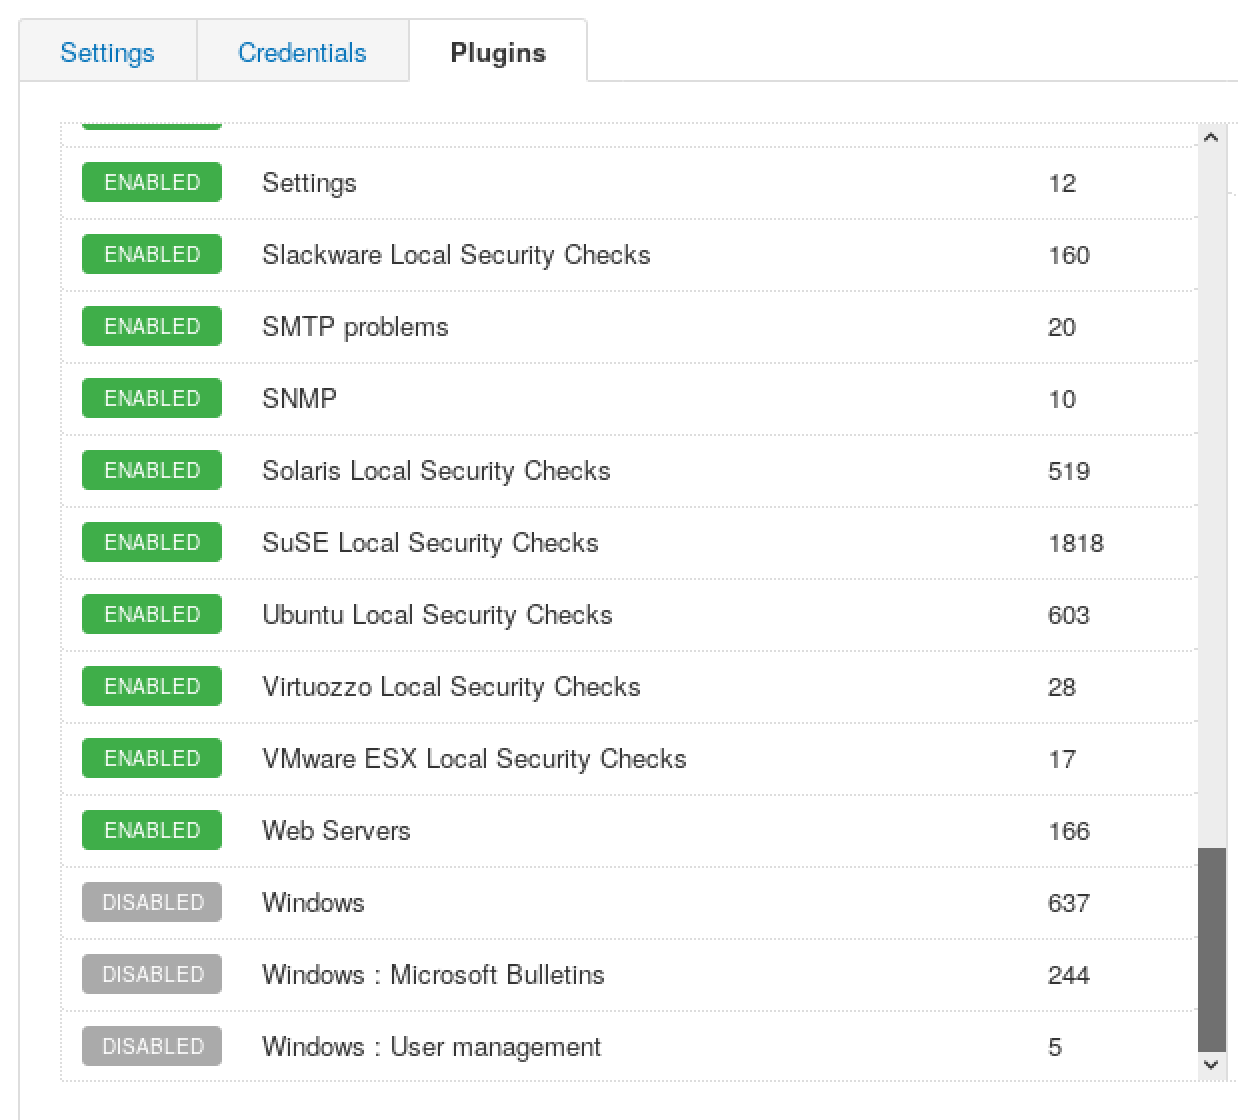 Settings Credentials Plugins
ENABLED Settings 12
ENABLED Slackware Local Security Checks 160
ENABLED SMTP problems 20
ENABLED SNMP 10
ENABLED Solaris Local Security Checks 519
ENABLED SuSE Local Security Checks 1818
ENABLED Ubuntu Local Security Checks 603
ENABLED Virtuozzo Local Security Checks 28
ENABLED VMware ESX Local Security Checks 17
ENABLED Web Servers 166
DISABLED Windows 637
DISABLED Windows : Microsoft Bulletins 244
DISABLED Windows : User management 5